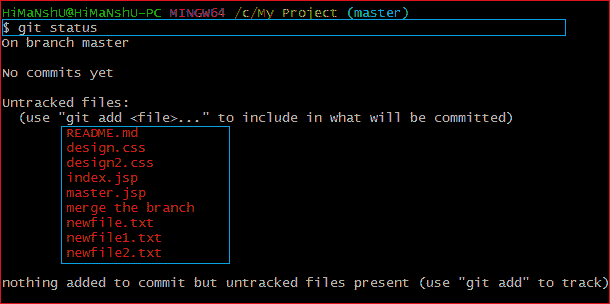 HiMaNshU@HiMaNshU-PC MINGW64 /c/My Project (master)
$ git status
On branch master
No commits yet
Untracked files:
(use "git add <file>..." to include in what will be committed)
README.md
design.css
design2.css
index.jsp
master.jsp
merge the branch
newfile.txt
newfile1.txt
newfile2.txt
nothing added to commit but untracked files present (use "git add" to track)